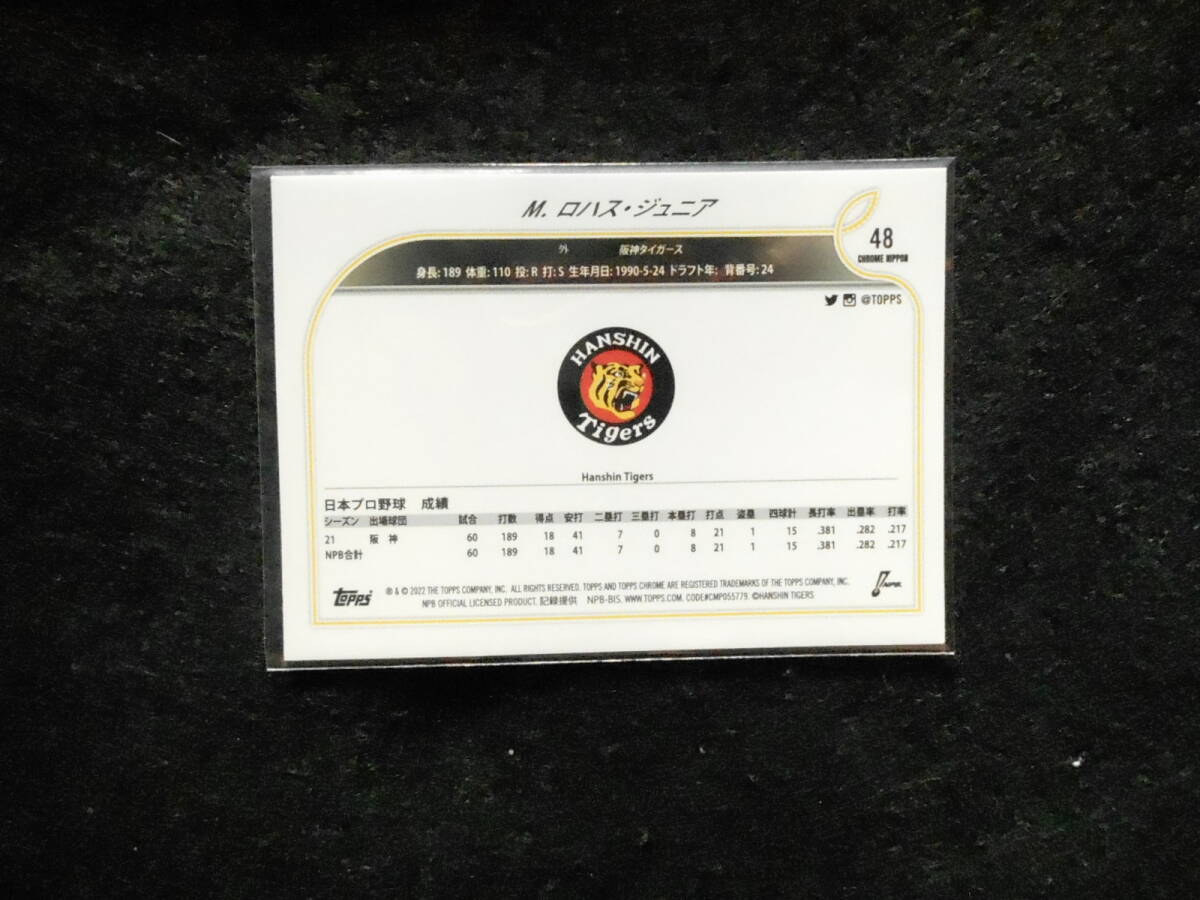 M. ロハス・ジュニア
48
CHROME NIPPON
外 阪神タイガース
身長: 189 体重: 110 投: R 打: S 生年月日: 1990-5-24 ドラフト年: 背番号: 24
@TOPPS
HANSHIN
Tigers
Hanshin Tigers
日本プロ野球 成績
シーズン 出場球団 試合 打数 得点 安打 二塁打 三塁打 本塁打 打点 盗塁 四球計 長打率 出塁率 打率
21 阪 神 60 189 18 41 7 0 8 21 1 15 .381 .282 .217
NPB合計 60 189 18 41 7 0 8 21 1 15 .381 .282 .217
topps
® & © 2022 THE TOPPS COMPANY, INC. ALL RIGHTS RESERVED. TOPPS AND TOPPS CHROME ARE REGISTERED TRADEMARKS OF THE TOPPS COMPANY, INC.
NPB OFFICIAL LICENSED PRODUCT. 記録提供 NPB-BIS. WWW.TOPPS.COM. CODE#CMP055779. ©HANSHIN TIGERS
NPB